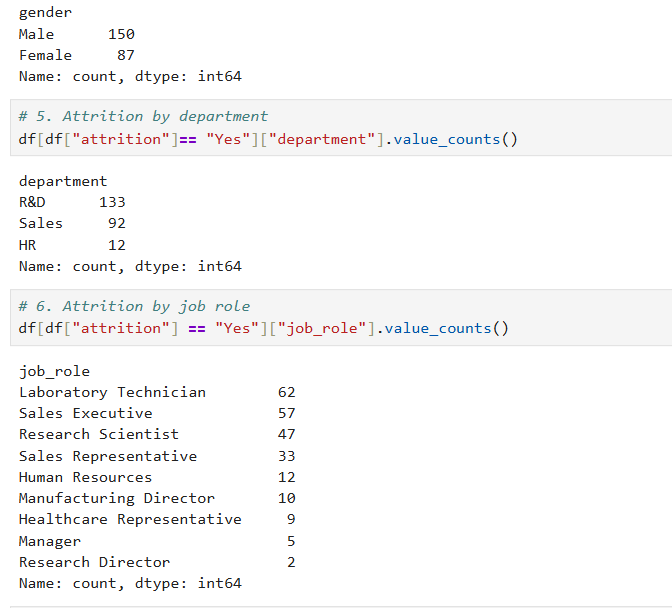 gender
Male      150
Female     87
Name: count, dtype: int64
# 5. Attrition by department
df[df["attrition"]== "Yes"]["department"].value_counts()
department
R&D      133
Sales     92
HR        12
Name: count, dtype: int64
# 6. Attrition by job role
df[df["attrition"] == "Yes"]["job_role"].value_counts()
job_role
Laboratory Technician        62
Sales Executive              57
Research Scientist           47
Sales Representative         33
Human Resources              12
Manufacturing Director       10
Healthcare Representative     9
Manager                       5
Research Director             2
Name: count, dtype: int64